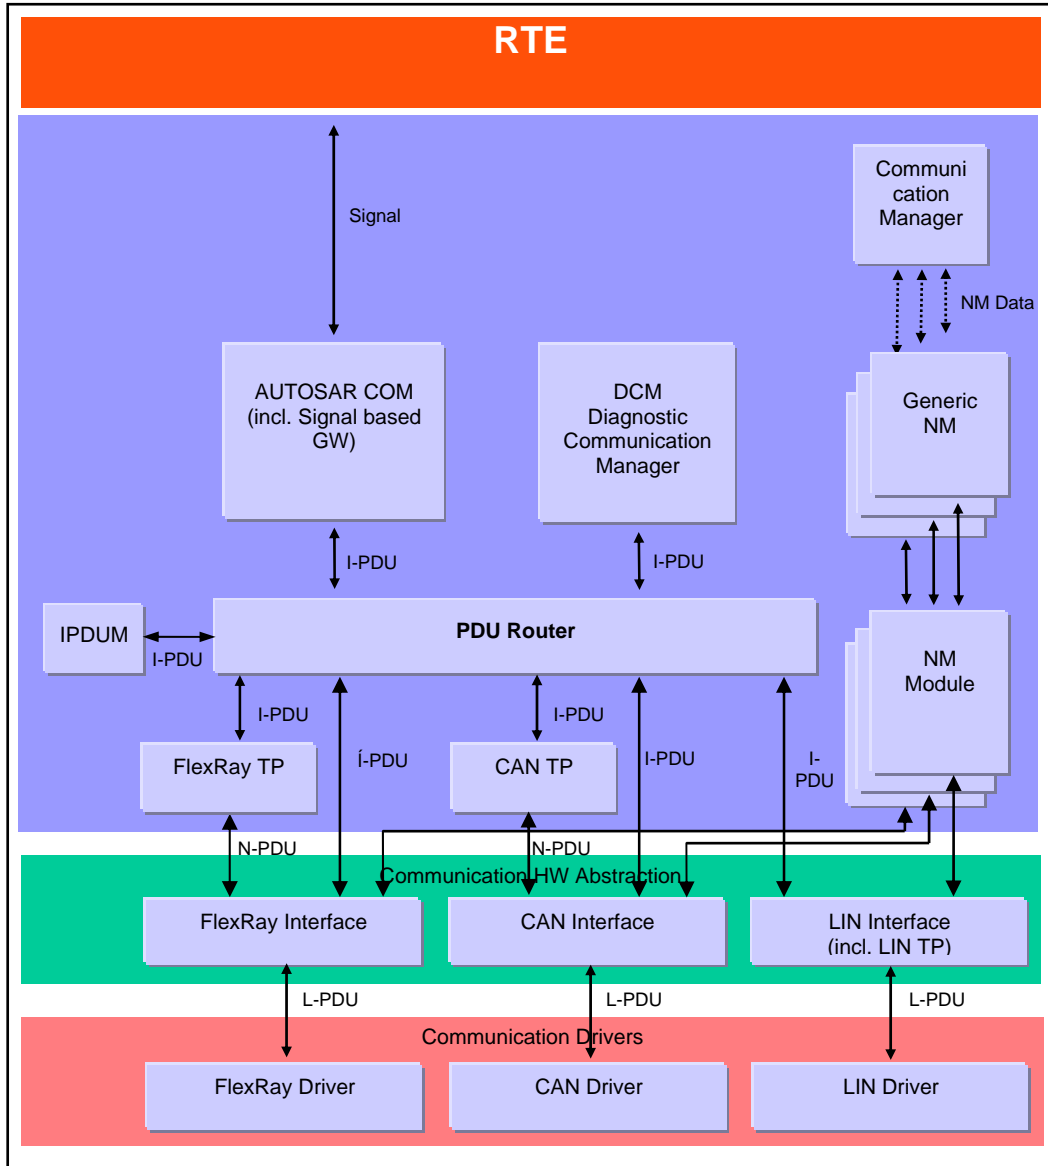 RTE
Signal
Communi
cation
Manager
NM Data
AUTOSAR COM
(incl. Signal based
GW)
DCM
Diagnostic
Communication
Manager
Generic
NM
I-PDU
I-PDU
IPDUM
I-PDU
PDU Router
NM
Module
I-PDU
Í-PDU
I-PDU
I-PDU
I-
PDU
FlexRay TP
CAN TP
N-PDU
N-PDU
Communication HW Abstraction
FlexRay Interface
CAN Interface
LIN Interface
(incl. LIN TP)
L-PDU
L-PDU
L-PDU
Communication Drivers
FlexRay Driver
CAN Driver
LIN Driver